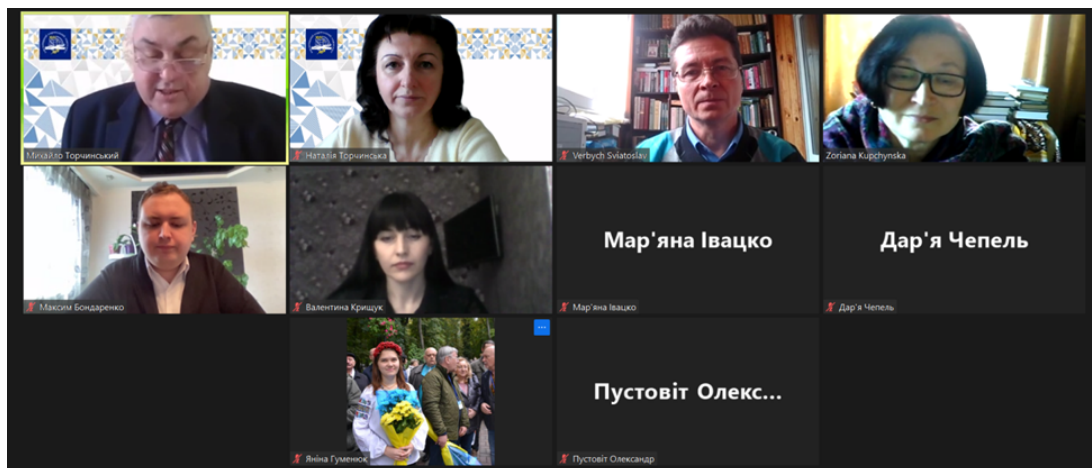 Михайло Торчинський
Наталія Торчинська
Verbych Sviatoslav
Zoriana Kupchynska
Максим Бондаренко
Валентина Крищук
Мар'яна Івацко
Мар'яна Івацко
Дар'я Чепель
Дар'я Чепель
Яніна Гуменюк
Пустовіт Олекс...
Пустовіт Олександр